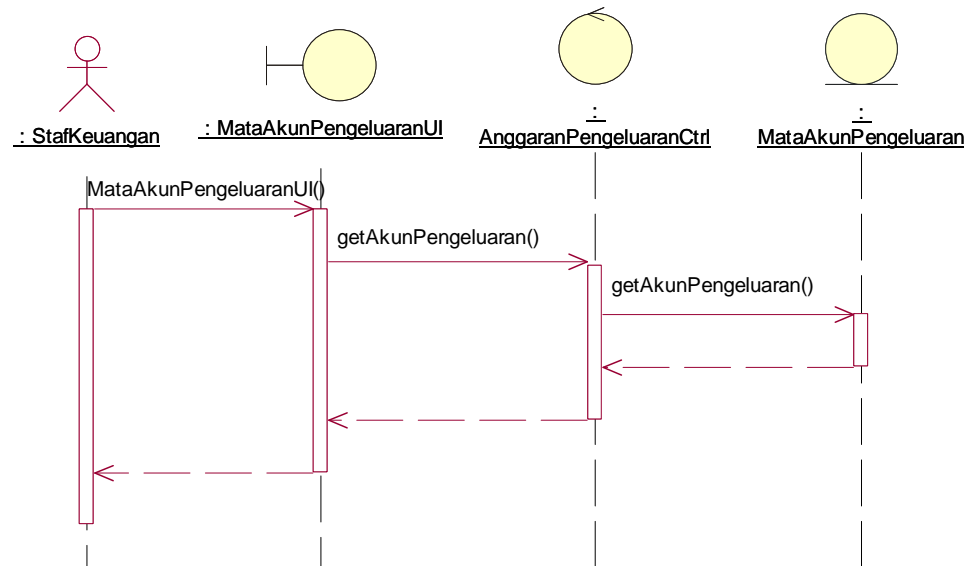 : StafKeuangan
: MataAkunPengeluaranUI
:
AnggaranPengeluaranCtrl
:
MataAkunPengeluaran
MataAkunPengeluaranUI()
getAkunPengeluaran()
getAkunPengeluaran()